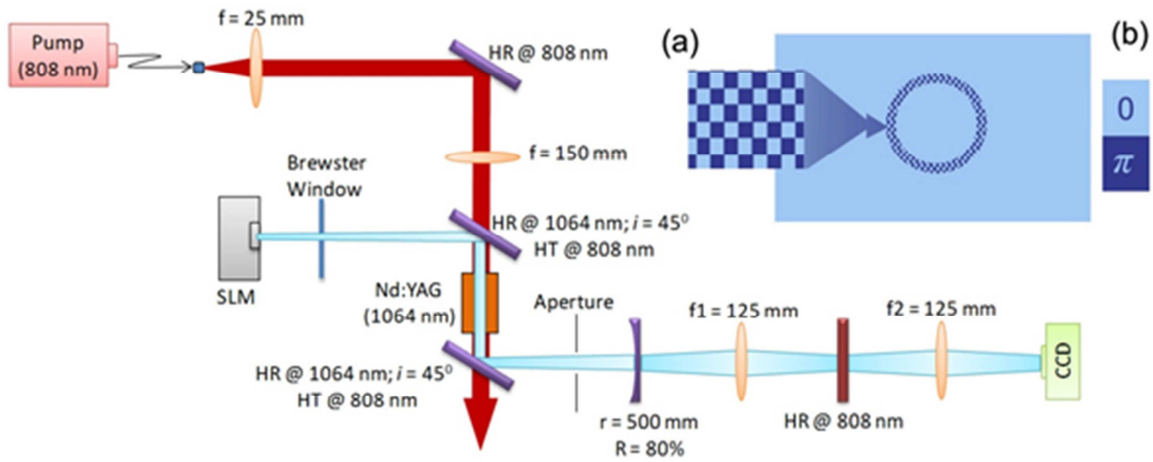 f = 25 mm
Pump
(808 nm)
HR @ 808 nm
(a)
(b)
0
π
f = 150 mm
Brewster
Window
HR @ 1064 nm; i = 45⁰
HT @ 808 nm
SLM
Nd:YAG
(1064 nm)
Aperture
f1 = 125 mm
f2 = 125 mm
CCD
HR @ 1064 nm; i = 45⁰
HT @ 808 nm
r = 500 mm
R = 80%
HR @ 808 nm